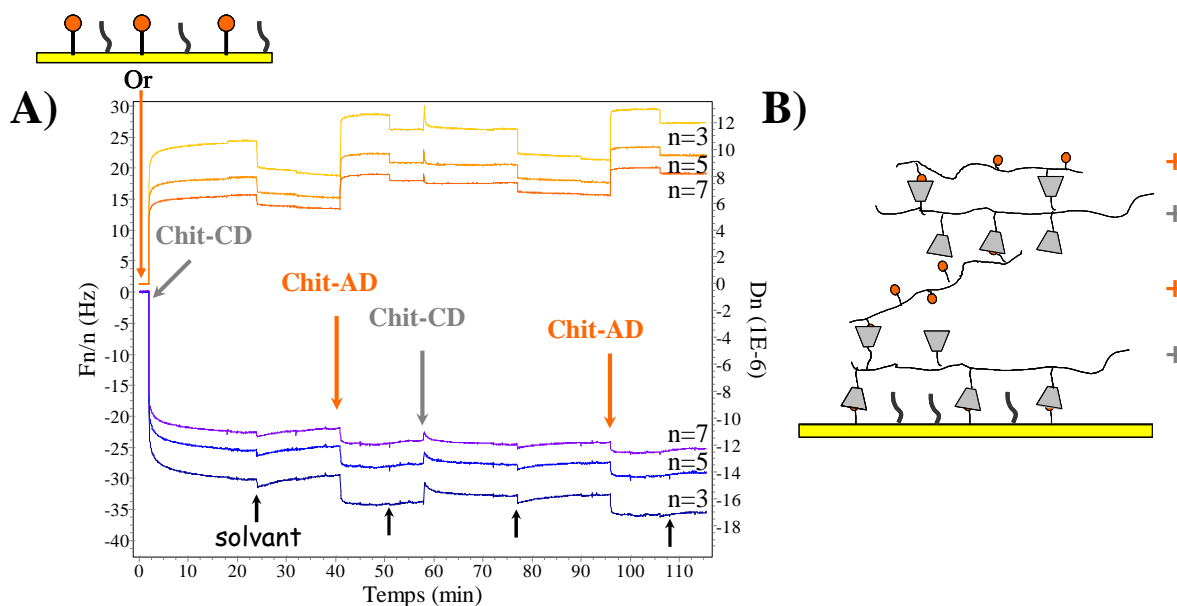 Or
A)
B)
30
25
20
15
10
5
0
-5
-10
-15
-20
-25
-30
-35
-40
Fn/n (Hz)
12
10
8
6
4
2
0
-2
-4
-6
-8
-10
-12
-14
-16
-18
Dn (1E-6)
n=3
n=5
n=7
Chit-CD
Chit-AD
Chit-CD
Chit-AD
n=7
n=5
n=3
solvant
0 10 20 30 40 50 60 70 80 90 100 110
Temps (min)
+
+
+
+